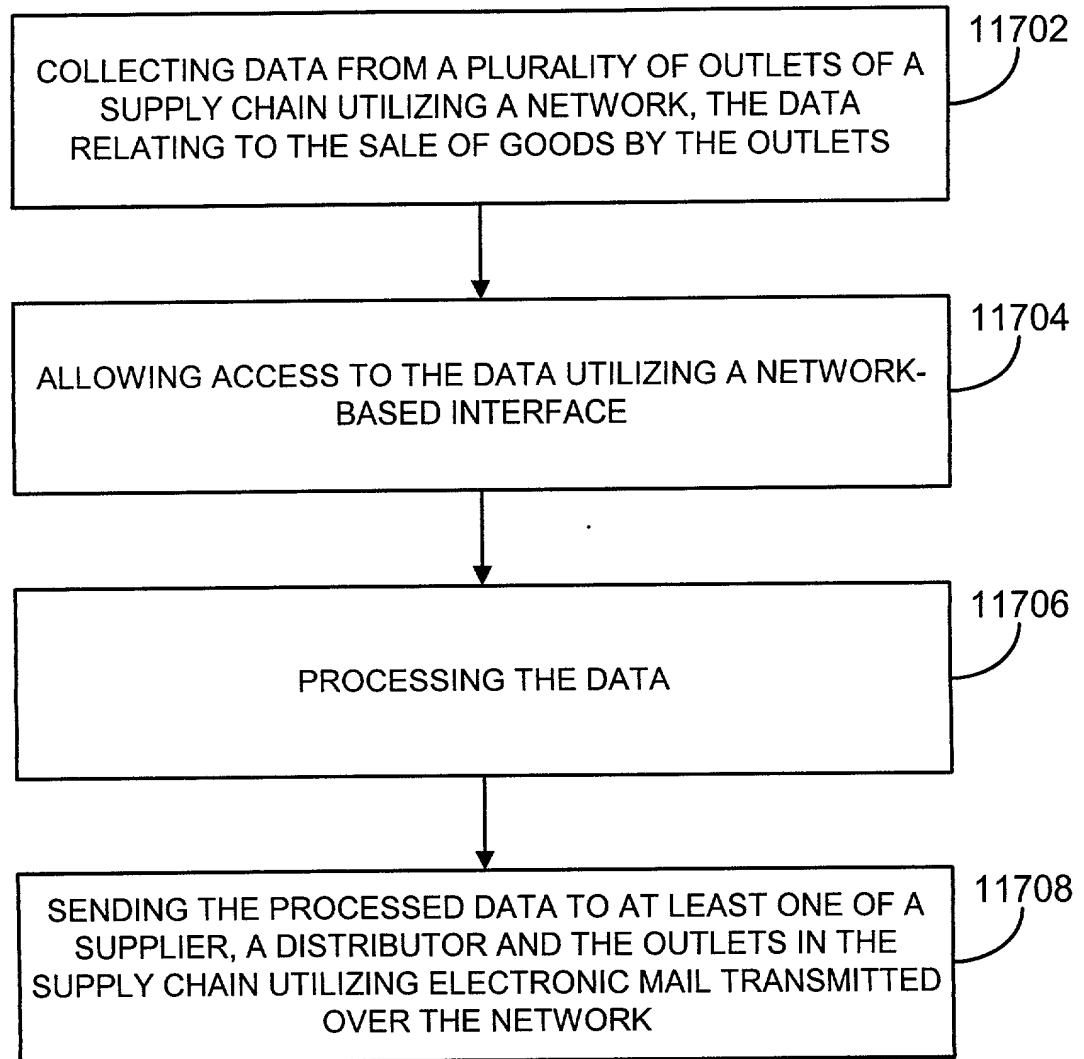 11702
COLLECTING DATA FROM A PLURALITY OF OUTLETS OF A
SUPPLY CHAIN UTILIZING A NETWORK, THE DATA
RELATING TO THE SALE OF GOODS BY THE OUTLETS
11704
ALLOWING ACCESS TO THE DATA UTILIZING A NETWORK-
BASED INTERFACE
11706
PROCESSING THE DATA
11708
SENDING THE PROCESSED DATA TO AT LEAST ONE OF A
SUPPLIER, A DISTRIBUTOR AND THE OUTLETS IN THE
SUPPLY CHAIN UTILIZING ELECTRONIC MAIL TRANSMITTED
OVER THE NETWORK